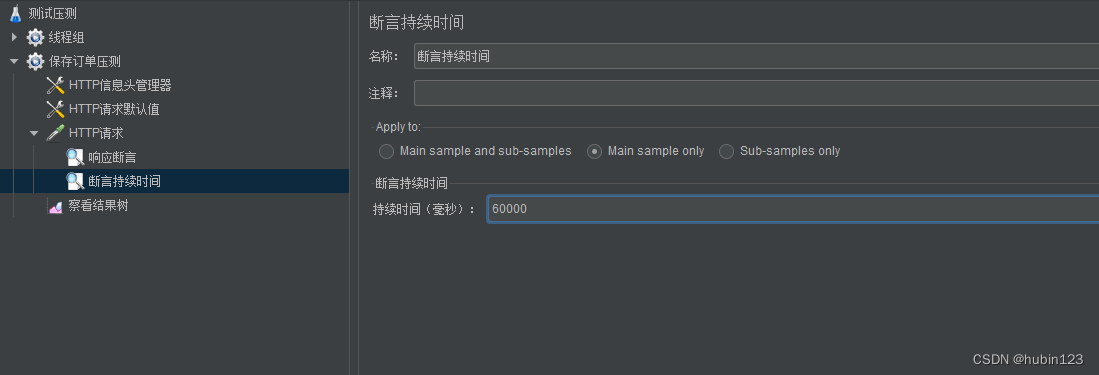 测试压测
线程组
保存订单压测
HTTP信息头管理器
HTTP请求默认值
HTTP请求
响应断言
断言持续时间
察看结果树
断言持续时间
名称： 断言持续时间
注释：
Apply to:
Main sample and sub-samples Main sample only Sub-samples only
断言持续时间
持续时间（毫秒）： 60000
CSDN @hubin123